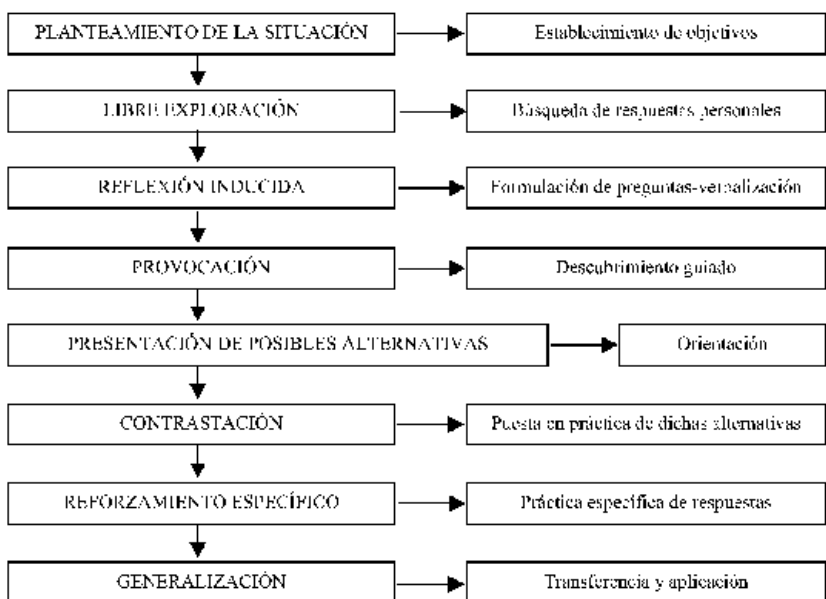 PLANTEAMIENTO DE LA SITUACIÓN
Establecimiento de objetivos
LIBRE EXPLORACIÓN
Búsqueda de respuestas personales
REFLEXIÓN INDUCIDA
Formulación de preguntas-verbalización
PROVOCACIÓN
Descubrimiento guiado
PRESENTACIÓN DE POSIBLES ALTERNATIVAS
Orientación
CONTRASTACIÓN
Puesta en práctica de dichas alternativas
REFORZAMIENTO ESPECÍFICO
Práctica específica de respuestas
GENERALIZACIÓN
Transferencia y aplicación